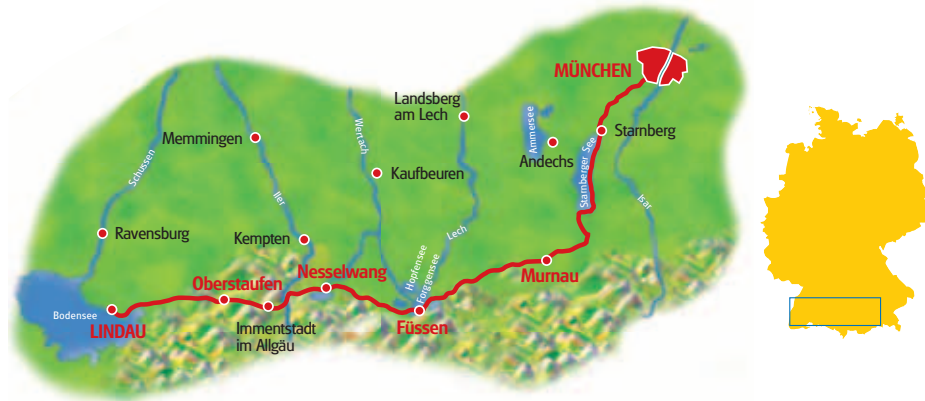 MÜNCHEN
Landsberg
am Lech
Starnberg
Memmingen
Wertach
Ammersee
Andechs
Schussen
Kaufbeuren
Starnberger See
Iller
Isar
Ravensburg
Kempten
Lech
Hopfensee
Forggensee
Nesselwang
Oberstaufen
Murnau
Bodensee
LINDAU
Immentstadt
im Allgäu
Füssen